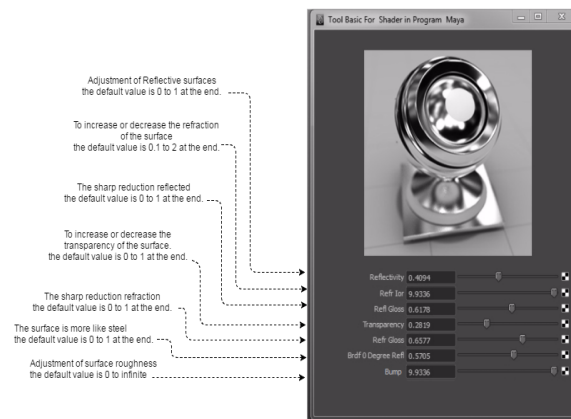 Tool Basic For Shader in Program Maya
Adjustment of Reflective surfaces
the default value is 0 to 1 at the end.
To increase or decrease the refraction
of the surface
the default value is 0.1 to 2 at the end.
The sharp reduction reflected
the default value is 0 to 1 at the end.
To increase or decrease the
transparency of the surface.
the default value is 0 to 1 at the end.
The sharp reduction refraction
the default value is 0 to 1 at the end.
The surface is more like steel
the default value is 0 to 1 at the end.
Adjustment of surface roughness
the default value is 0 to infinite
Reflectivity 0.4094
Refr Ior 9.9336
Refl Gloss 0.6178
Transparency 0.2819
Refr Gloss 0.6577
Brdf 0 Degree Refl 0.5705
Bump 9.9336